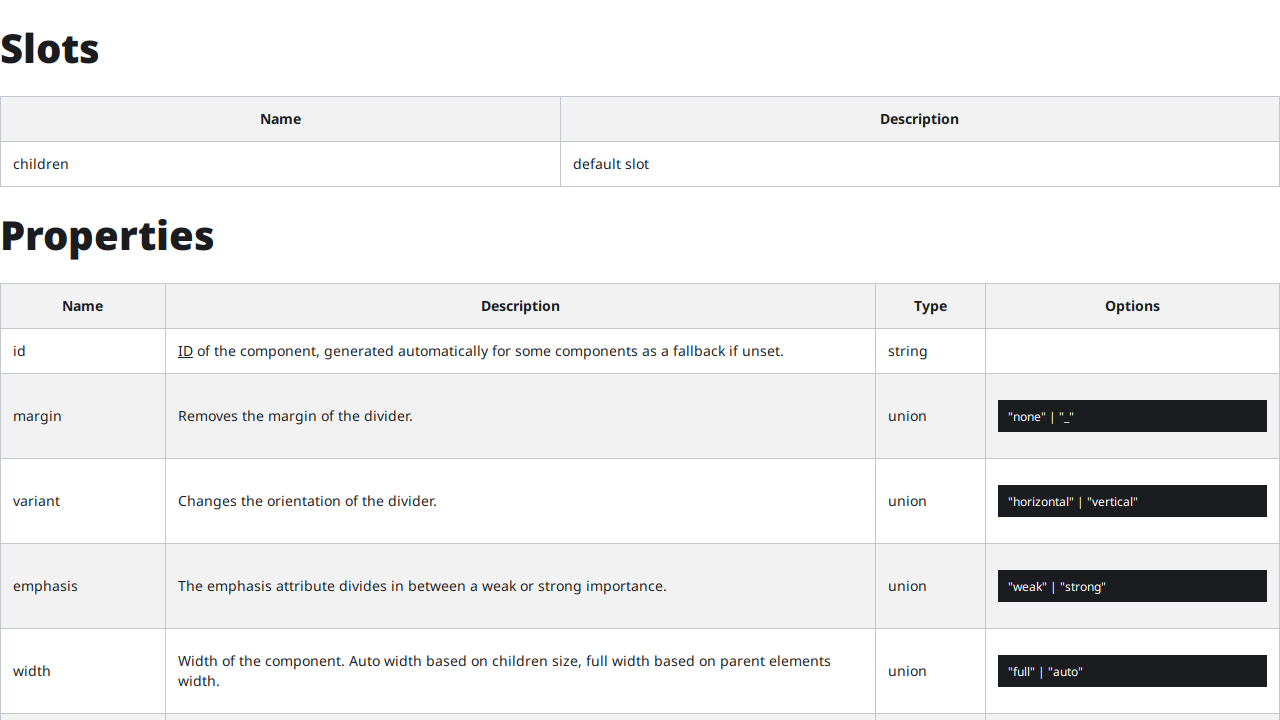 Slots
Name Description
children default slot
Properties
Name Description Type Options
id ID of the component, generated automatically for some components as a fallback if unset. string
margin Removes the margin of the divider. union "none" | "_"
variant Changes the orientation of the divider. union "horizontal" | "vertical"
emphasis The emphasis attribute divides in between a weak or strong importance. union "weak" | "strong"
width Width of the component. Auto width based on children size, full width based on parent elements
width. union "full" | "auto"